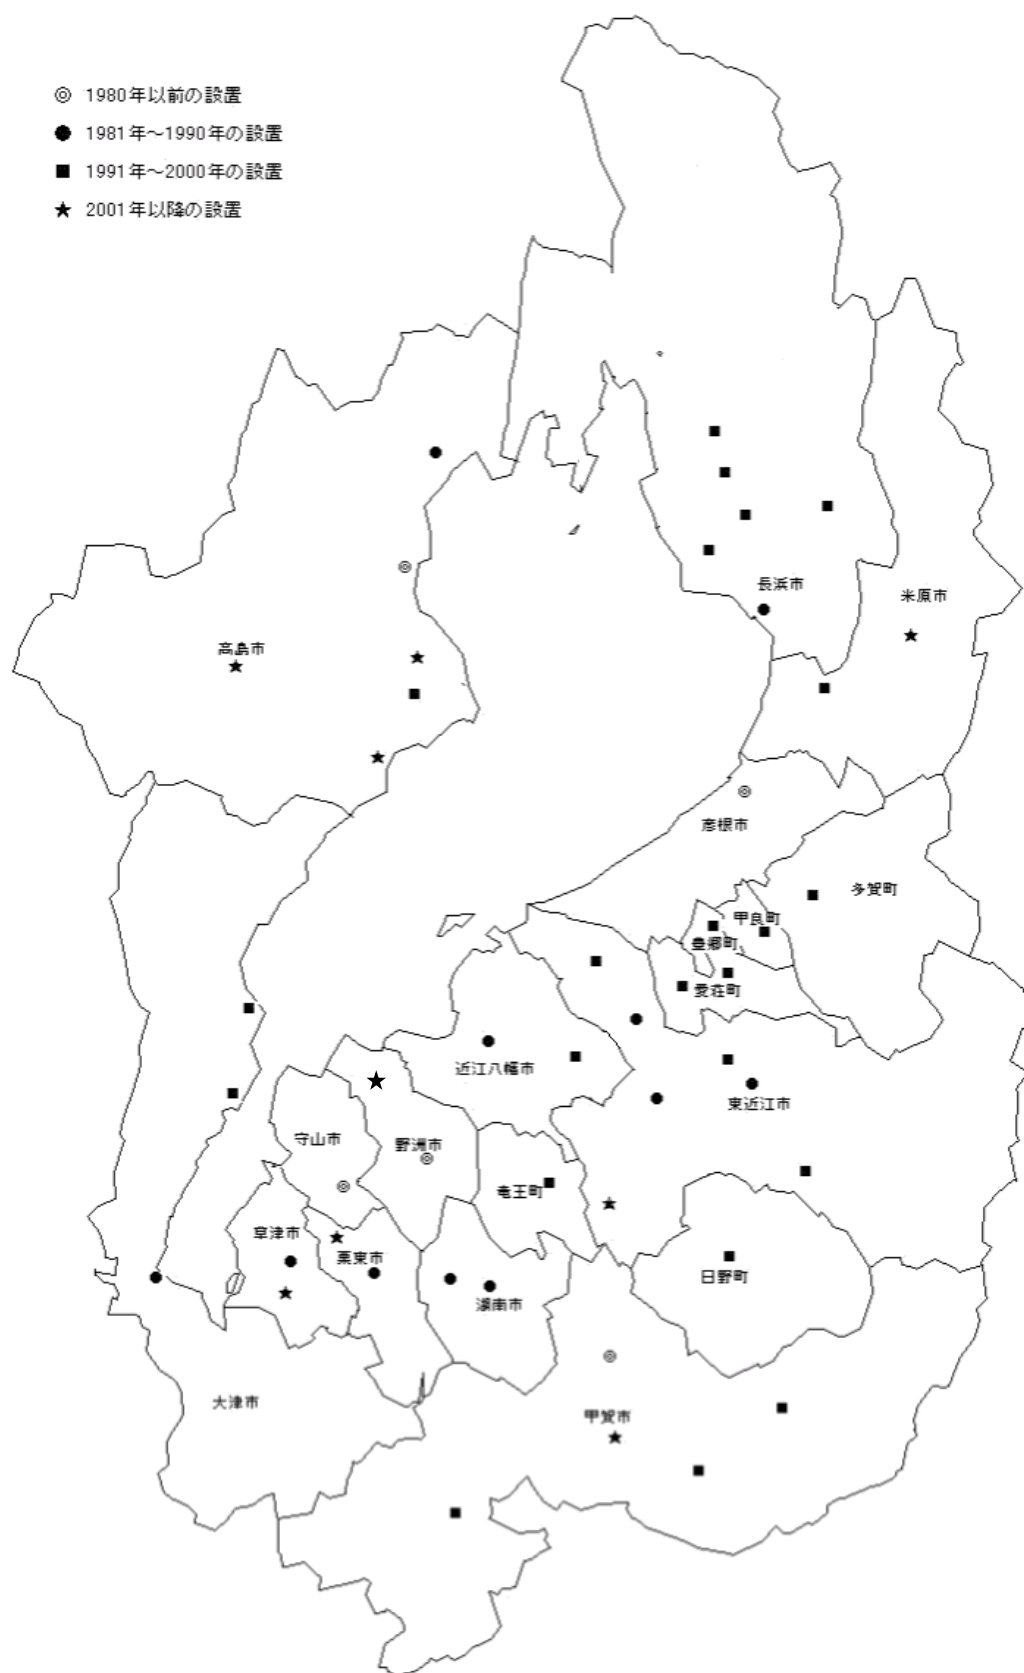 ◎ 1980年以前の設置
● 1981年～1990年の設置
■ 1991年～2000年の設置
★ 2001年以降の設置
長浜市
米原市
高島市
彦根市
多賀町
甲良町
豊郷町
愛荘町
近江八幡市
東近江市
守山市
野洲市
竜王町
草津市
栗東市
日野町
湖南市
大津市
甲賀市